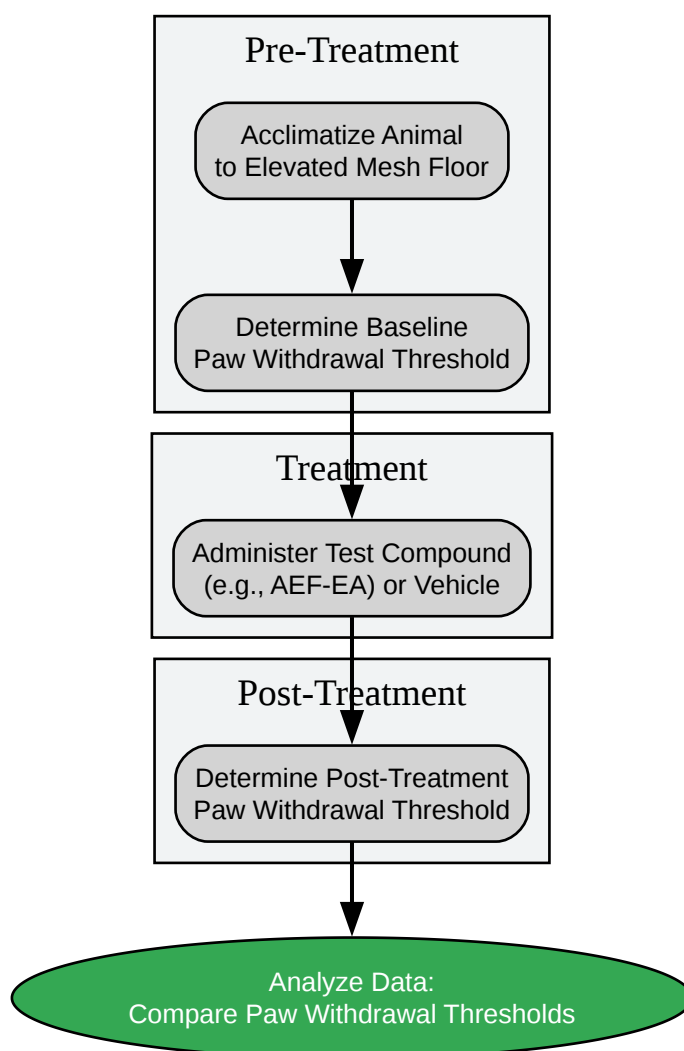 Pre-Treatment
Acclimatize Animal
to Elevated Mesh Floor
Determine Baseline
Paw Withdrawal Threshold
Treatment
Administer Test Compound
(e.g., AEF-EA) or Vehicle
Post-Treatment
Determine Post-Treatment
Paw Withdrawal Threshold
Analyze Data:
Compare Paw Withdrawal Thresholds